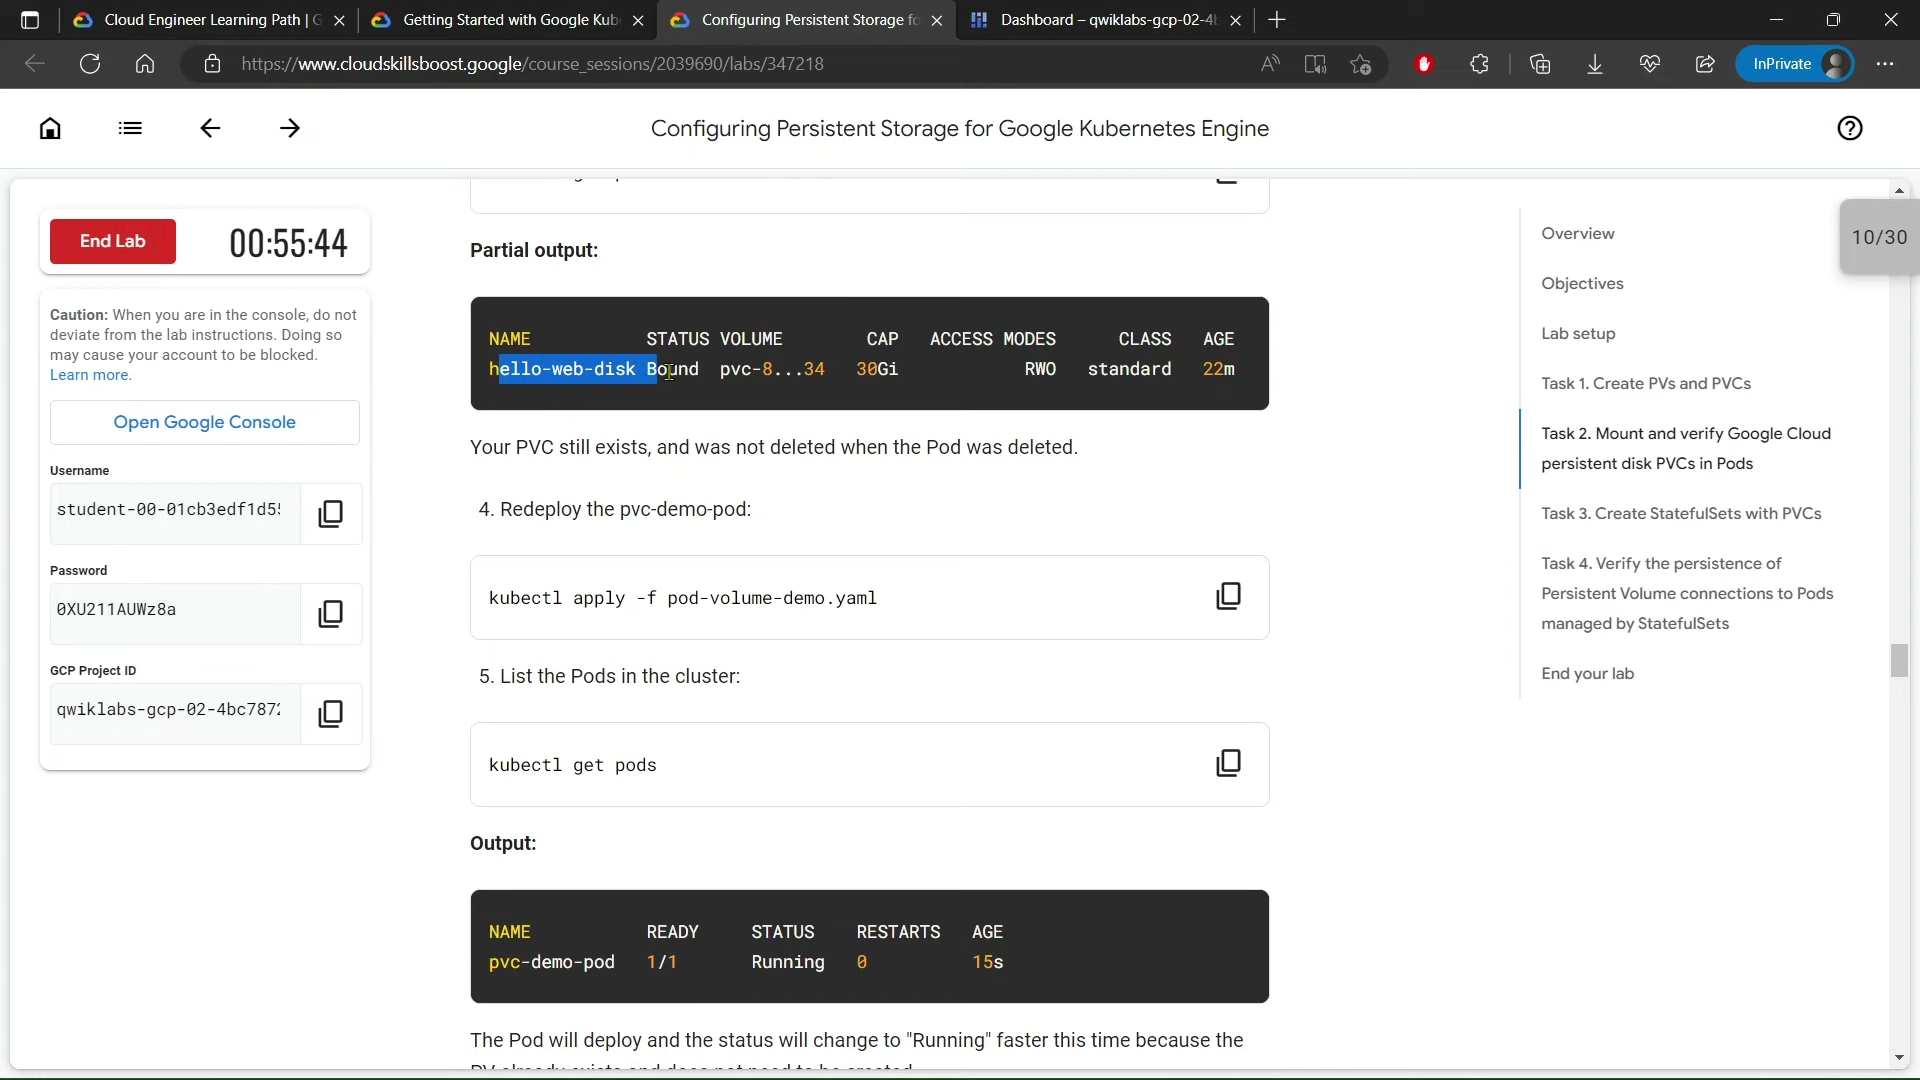 Cloud Engineer Learning Path | G
Getting Started with Google Kub
Configuring Persistent Storage fo
Dashboard – qwiklabs-gcp-02-4b
https://www.cloudskillsboost.google/course_sessions/2039690/labs/347218
InPrivate
Configuring Persistent Storage for Google Kubernetes Engine
End Lab
00:55:44
Caution: When you are in the console, do not
deviate from the lab instructions. Doing so
may cause your account to be blocked.
Learn more.
Open Google Console
Username
student-00-01cb3edf1d5
Password
0XU211AUWz8a
GCP Project ID
qwiklabs-gcp-02-4bc787
Partial output:
NAME STATUS VOLUME CAP ACCESS MODES CLASS AGE
hello-web-disk Bound pvc-8...34 30Gi RWO standard 22m
Your PVC still exists, and was not deleted when the Pod was deleted.
4. Redeploy the pvc-demo-pod:
kubectl apply -f pod-volume-demo.yaml
5. List the Pods in the cluster:
kubectl get pods
Output:
NAME READY STATUS RESTARTS AGE
pvc-demo-pod 1/1 Running 0 15s
The Pod will deploy and the status will change to "Running" faster this time because the
Overview
Objectives
Lab setup
Task 1. Create PVs and PVCs
Task 2. Mount and verify Google Cloud
persistent disk PVCs in Pods
Task 3. Create StatefulSets with PVCs
Task 4. Verify the persistence of
Persistent Volume connections to Pods
managed by StatefulSets
End your lab
10/30